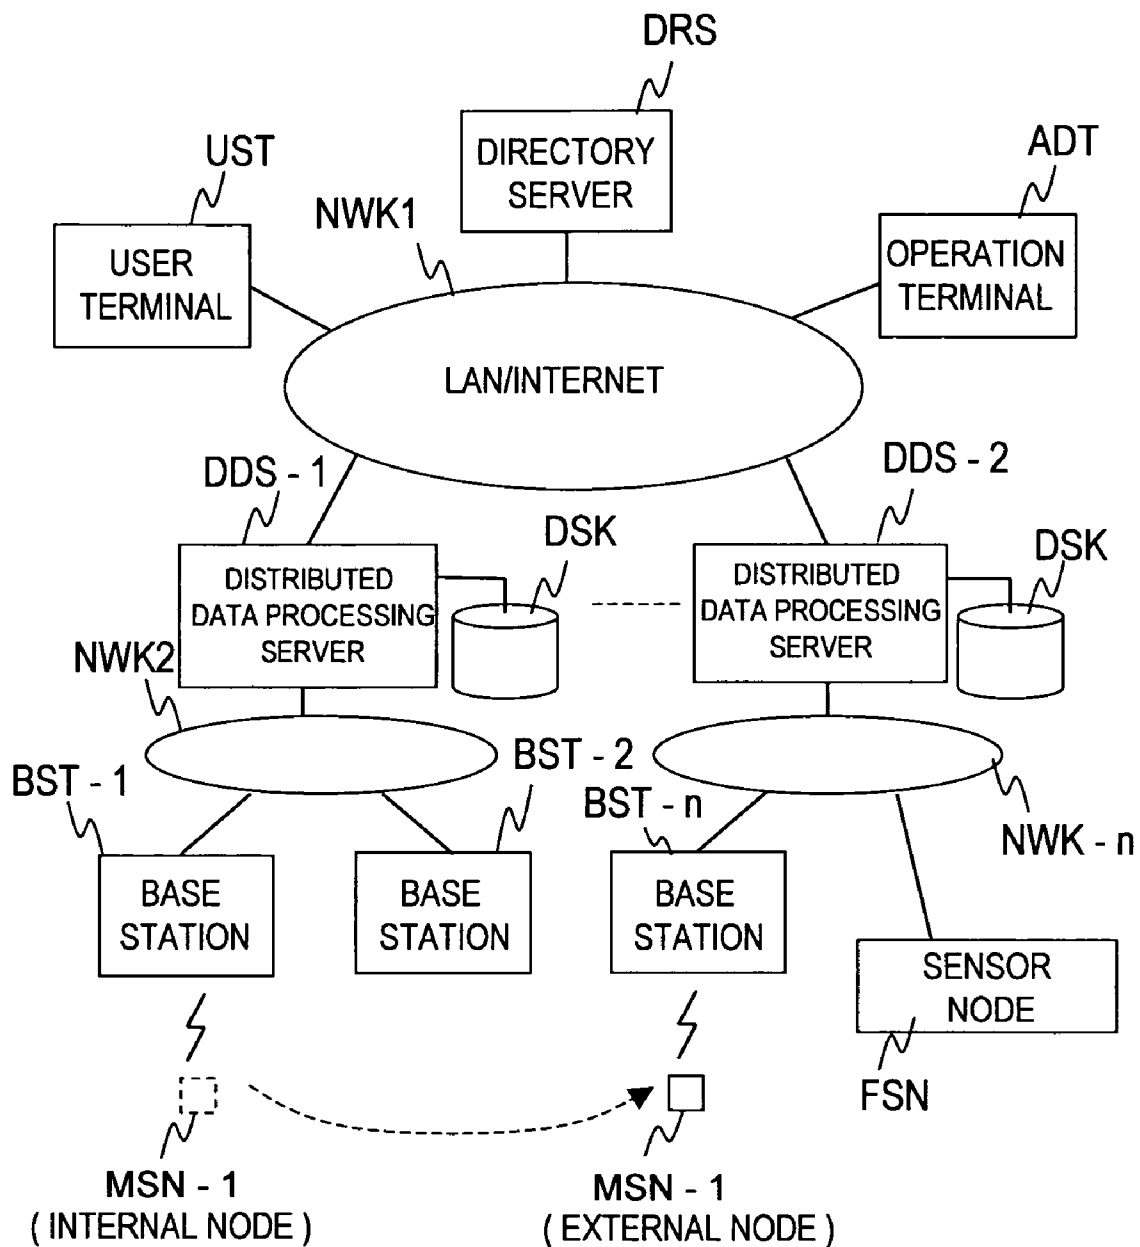 DRS
DIRECTORY
SERVER
UST
USER
TERMINAL
NWK1
ADT
OPERATION
TERMINAL
LAN/INTERNET
DDS - 1
DISTRIBUTED
DATA PROCESSING
SERVER
DSK
DDS - 2
DISTRIBUTED
DATA PROCESSING
SERVER
DSK
NWK2
BST - 1
BASE
STATION
BST - 2
BASE
STATION
BST - n
BASE
STATION
NWK - n
SENSOR
NODE
FSN
MSN - 1
( INTERNAL NODE )
MSN - 1
( EXTERNAL NODE )